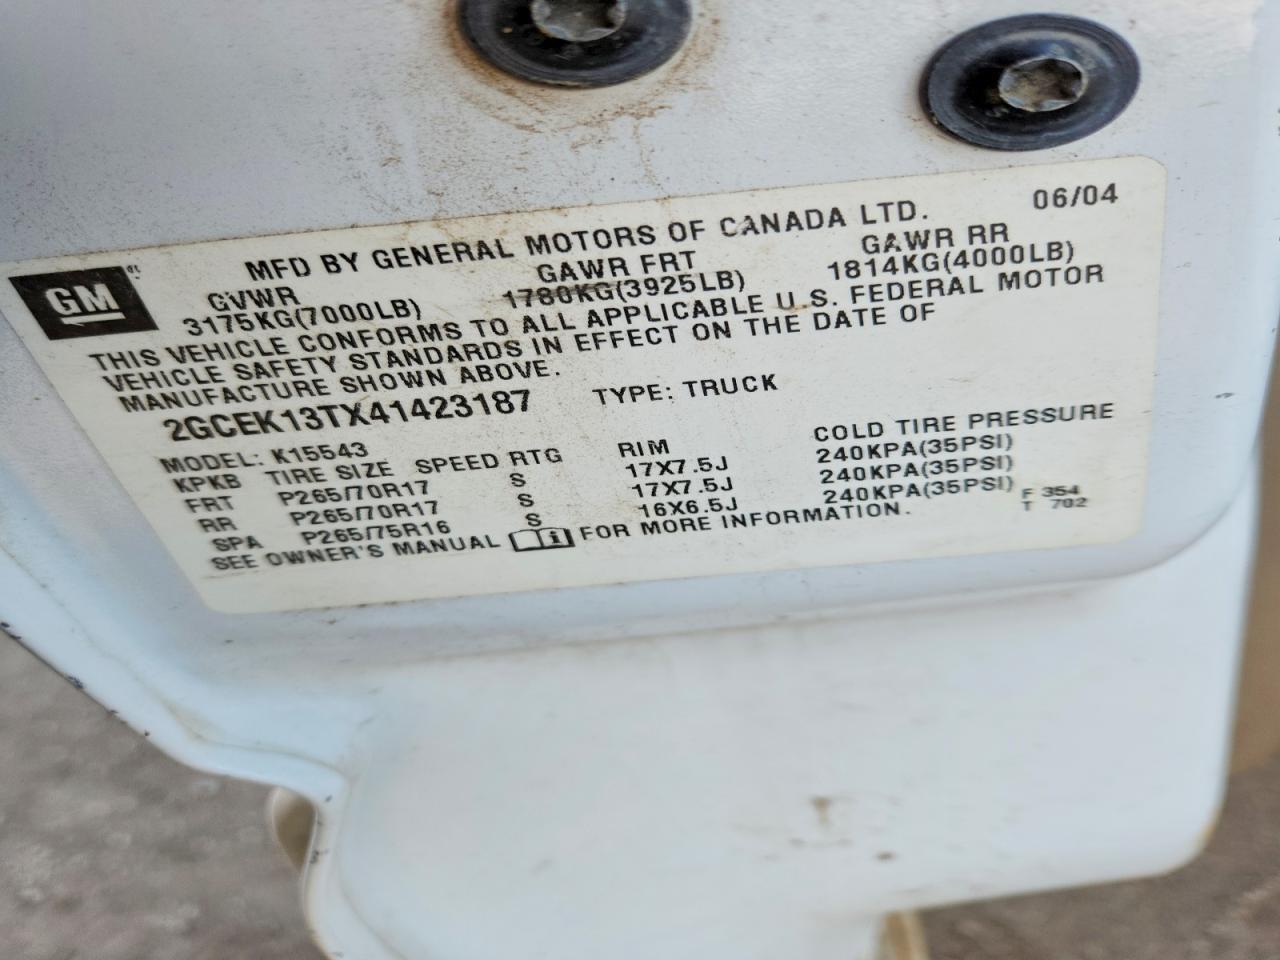 GM
MFD BY GENERAL MOTORS OF CANADA LTD. 06/04
GVWR GAWR FRT GAWR RR
3175KG(7000LB) 1780KG(3925LB) 1814KG(4000LB)
THIS VEHICLE CONFORMS TO ALL APPLICABLE U.S. FEDERAL MOTOR
VEHICLE SAFETY STANDARDS IN EFFECT ON THE DATE OF
MANUFACTURE SHOWN ABOVE.
2GCEK13TX41423187 TYPE: TRUCK
MODEL: K15543
KPKB TIRE SIZE SPEED RTG RIM COLD TIRE PRESSURE
FRT P265/70R17 S 17X7.5J 240KPA(35PSI)
RR P265/70R17 S 17X7.5J 240KPA(35PSI)
SPA P265/75R16 S 16X6.5J 240KPA(35PSI)
SEE OWNER'S MANUAL i FOR MORE INFORMATION.
F 354
T 702